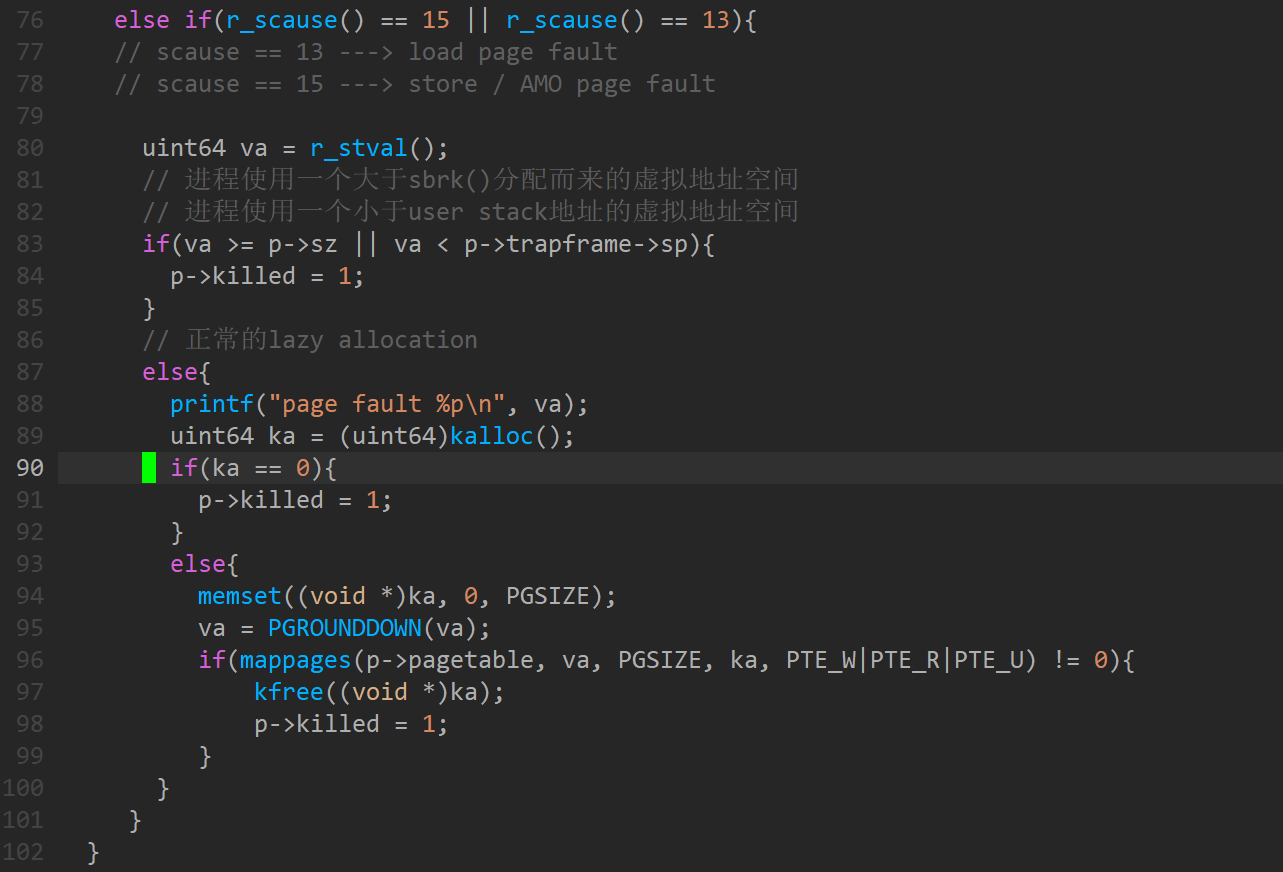 76 else if(r_scause() == 15 || r_scause() == 13){
77 // scause == 13 ---> load page fault
78 // scause == 15 ---> store / AMO page fault
79
80 uint64 va = r_stval();
81 // 进程使用一个大于sbrk()分配而来的虚拟地址空间
82 // 进程使用一个小于user stack地址的虚拟地址空间
83 if(va >= p->sz || va < p->trapframe->sp){
84 p->killed = 1;
85 }
86 // 正常的lazy allocation
87 else{
88 printf("page fault %p\n", va);
89 uint64 ka = (uint64)kalloc();
90 if(ka == 0){
91 p->killed = 1;
92 }
93 else{
94 memset((void *)ka, 0, PGSIZE);
95 va = PGROUNDDOWN(va);
96 if(mappages(p->pagetable, va, PGSIZE, ka, PTE_W|PTE_R|PTE_U) != 0){
97 kfree((void *)ka);
98 p->killed = 1;
99 }
100 }
101 }
102 }